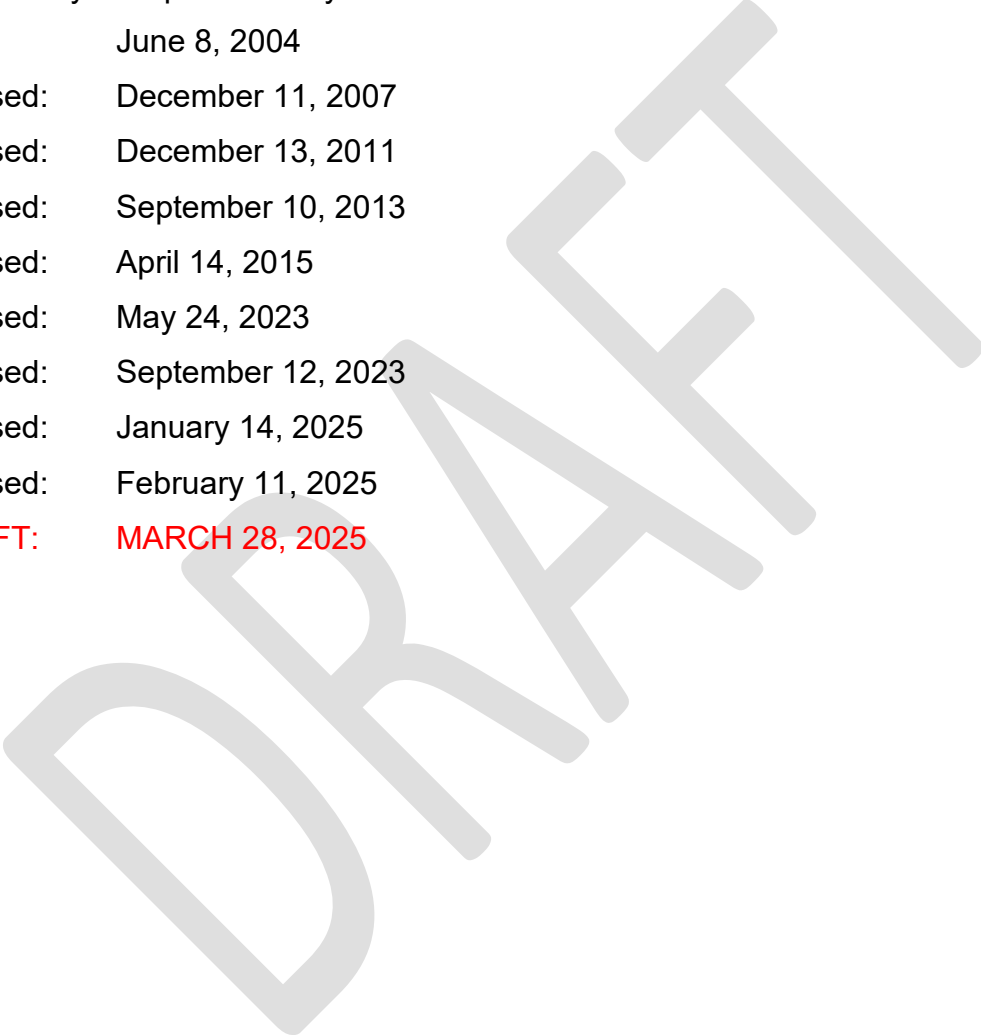 June 8, 2004
sed: December 11, 2007
sed: December 13, 2011
sed: September 10, 2013
sed: April 14, 2015
sed: May 24, 2023
sed: September 12, 2023
sed: January 14, 2025
sed: February 11, 2025
FT: MARCH 28, 2025
DRAFT